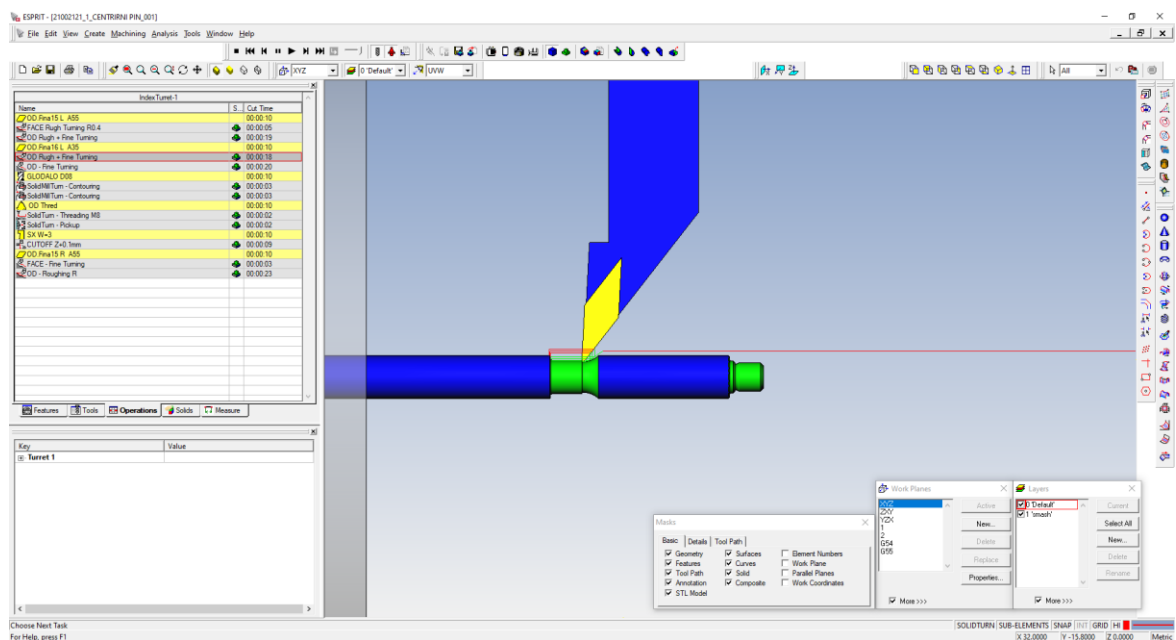 ESPRIT - [21002121_1_CENTRIRNI PIN_001]
File Edit View Create Machining Analysis Tools Window Help
XYZ 0 'Default' UVW All
IndexTurret-1
Name S... Cut Time
OD.Fina15 L A55 00:00:10
FACE Rugh Turning R0.4 00:00:05
OD Rugh + Fine Turning 00:00:19
OD.Fina16 L A35 00:00:10
OD Rugh + Fine Turning 00:00:18
OD - Fine Turning 00:00:20
GLODALO D08 00:00:10
SolidMillTurn - Contouring 00:00:03
SolidMillTurn - Contouring 00:00:03
OD Thred 00:00:10
SolidTurn - Threading M8 00:00:02
SolidTurn - Pickup 00:00:02
SX W=3 00:00:10
CUTOFF Z+0.1mm 00:00:09
OD.Fina15 R A55 00:00:10
FACE - Fine Turning 00:00:03
OD - Roughing R 00:00:23
Features Tools Operations Solids Measure
Key Value
Turret 1
Masks
Basic Details Tool Path
Geometry Surfaces Element Numbers
Features Curves Work Plane
Tool Path Solid Parallel Planes
Annotation Composite Work Coordinates
STL Model
Work Planes
XYZ
ZXY
YZX
1
2
G54
G55
Active
New...
Delete
Replace
Properties...
More >>>
Layers
0 'Default'
1 'smash'
Current
Select All
New...
Delete
Rename
More >>>
Choose Next Task
SOLIDTURN SUB-ELEMENTS SNAP INT GRID HI
For Help, press F1
X 32.0000 Y -15.8000 Z 0.0000 Metric